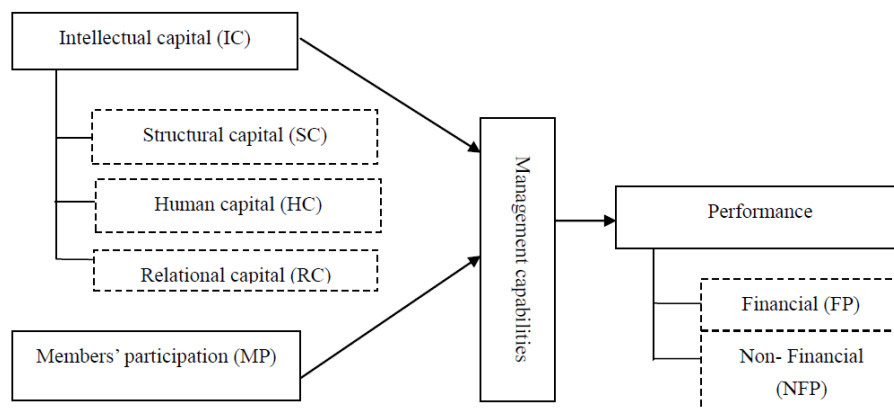 Intellectual capital (IC)
Structural capital (SC)
Human capital (HC)
Relational capital (RC)
Members' participation (MP)
Management capabilities
Performance
Financial (FP)
Non- Financial
(NFP)